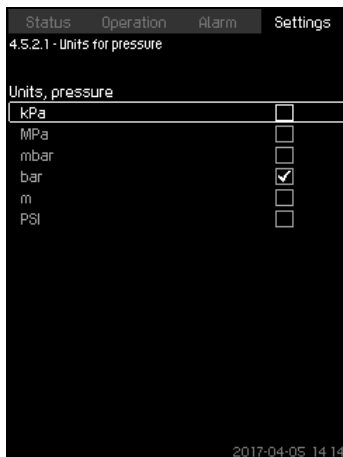 Status Operation Alarm Settings
4.5.2.1 - Units for pressure
Units, pressure
kPa
MPa
mbar
bar
m
PSI
2017-04-05 14:14